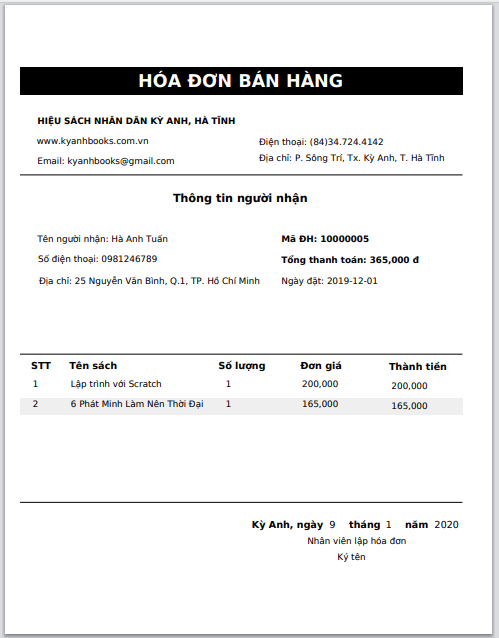 HÓA ĐƠN BÁN HÀNG
HIỆU SÁCH NHÂN DÂN KỲ ANH, HÀ TĨNH
www.kyanhbooks.com.vn
Điện thoại: (84)34.724.4142
Email: kyanhbooks@gmail.com
Địa chỉ: P. Sông Trí, Tx. Kỳ Anh, T. Hà Tĩnh
Thông tin người nhận
Tên người nhận: Hà Anh Tuấn
Mã ĐH: 10000005
Số điện thoại: 0981246789
Tổng thanh toán: 365,000 đ
Địa chỉ: 25 Nguyễn Văn Bình, Q.1, TP. Hồ Chí Minh
Ngày đặt: 2019-12-01
STT Tên sách Số lượng Đơn giá Thành tiền
1 Lập trình với Scratch 1 200,000 200,000
2 6 Phát Minh Làm Nên Thời Đại 1 165,000 165,000
Kỳ Anh, ngày 9 tháng 1 năm 2020
Nhân viên lập hóa đơn
Ký tên